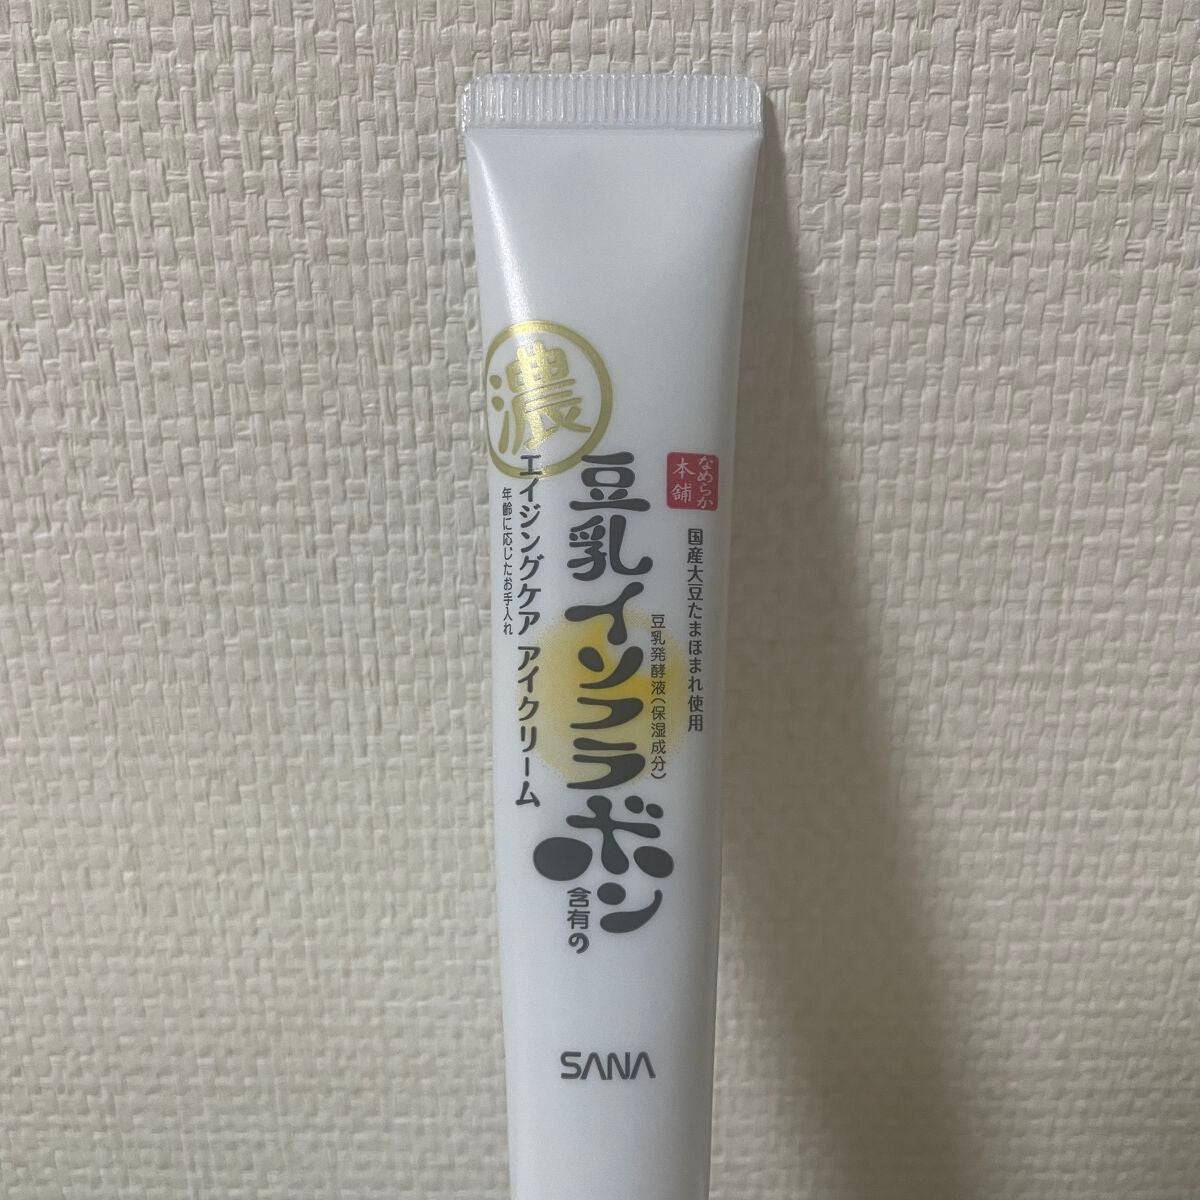 濃
なめらか
本舗
国産大豆たまほまれ使用
豆乳発酵液(保湿成分)
豆乳イソフラボン
含有の
エイジングケア アイクリーム
年齢に応じたお手入れ
SANA